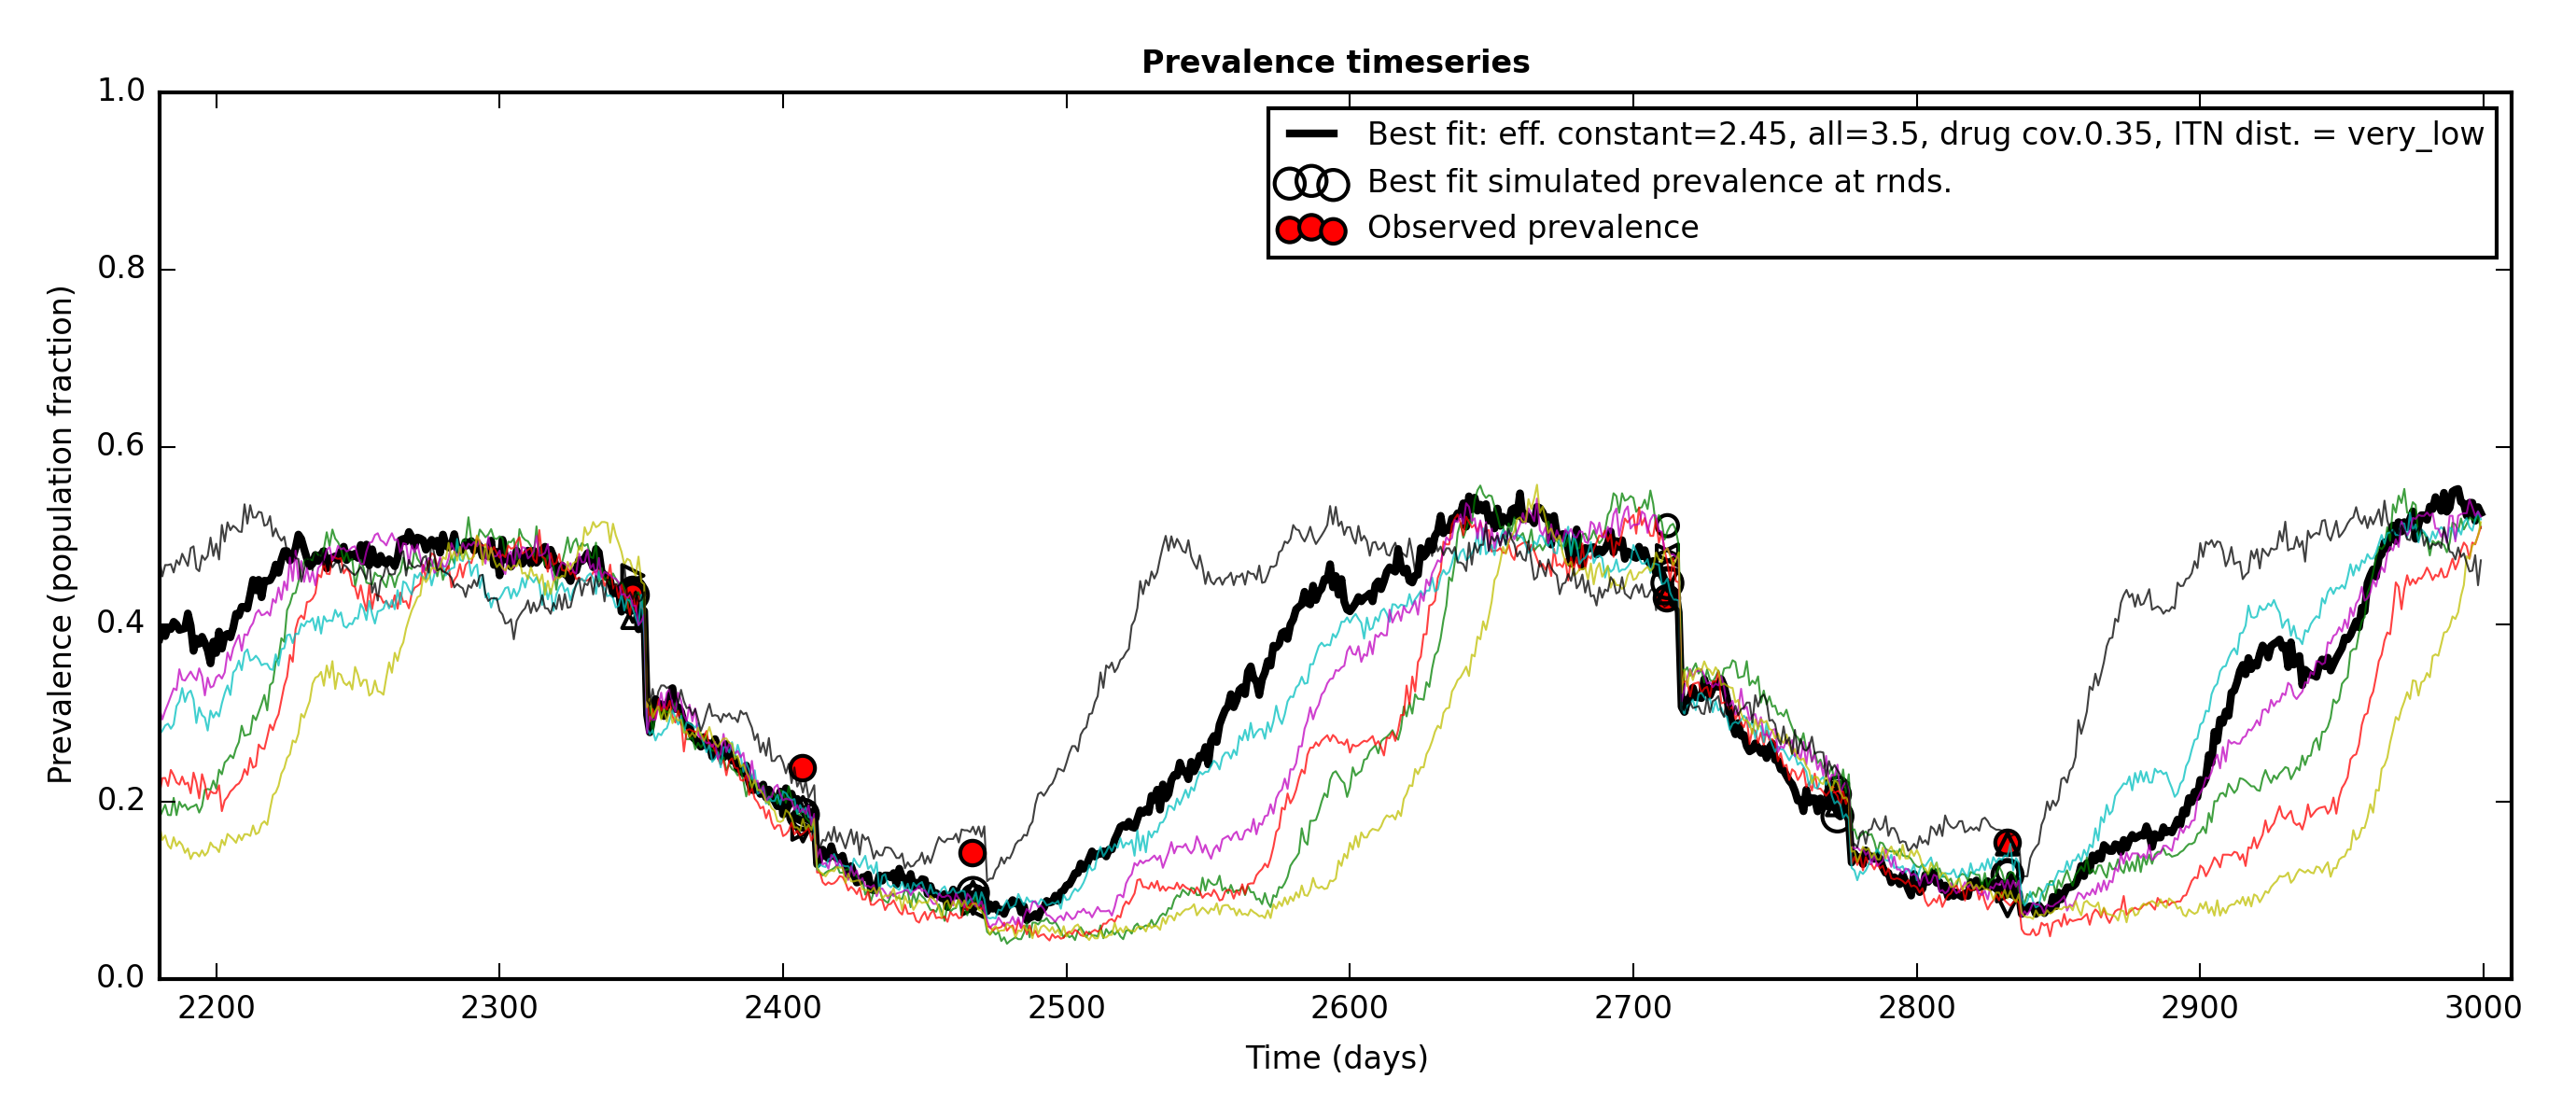 Prevalence timeseries
Best fit: eff. constant=2.45, all=3.5, drug cov.0.35, ITN dist. = very_low
Best fit simulated prevalence at rnds.
Observed prevalence
Prevalence (population fraction)
1.0
0.8
0.6
0.4
0.2
0.0
2200 2300 2400 2500 2600 2700 2800 2900 3000
Time (days)